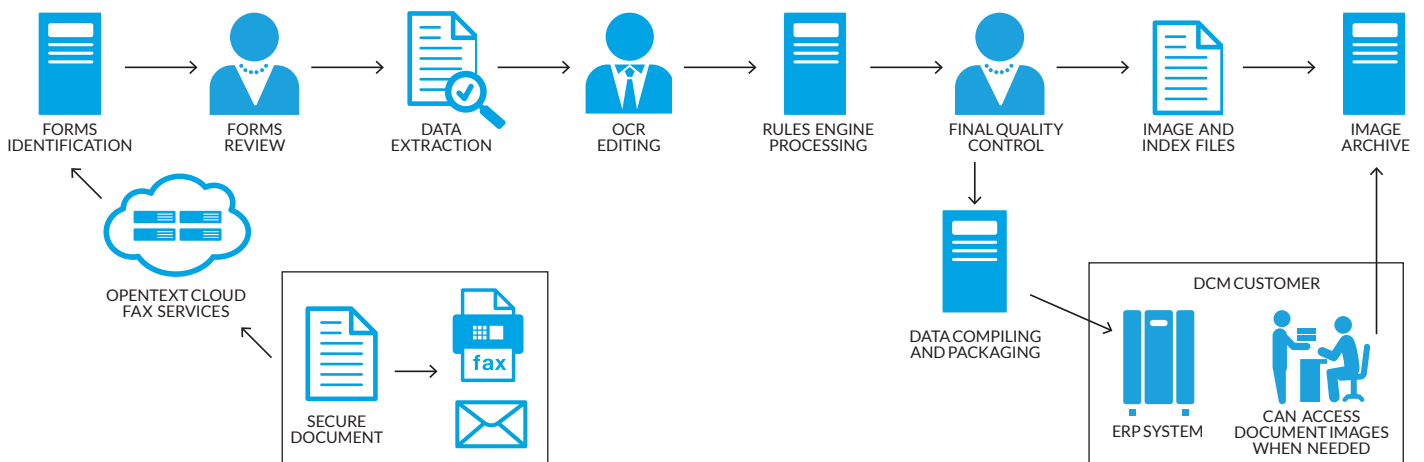 FORMS
IDENTIFICATION
FORMS
REVIEW
DATA
EXTRACTION
OCR
EDITING
RULES ENGINE
PROCESSING
FINAL QUALITY
CONTROL
IMAGE AND
INDEX FILES
IMAGE
ARCHIVE
OPENTEXT CLOUD
FAX SERVICES
SECURE
DOCUMENT
fax
DATA COMPILING
AND PACKAGING
DCM CUSTOMER
ERP SYSTEM
CAN ACCESS
DOCUMENT IMAGES
WHEN NEEDED